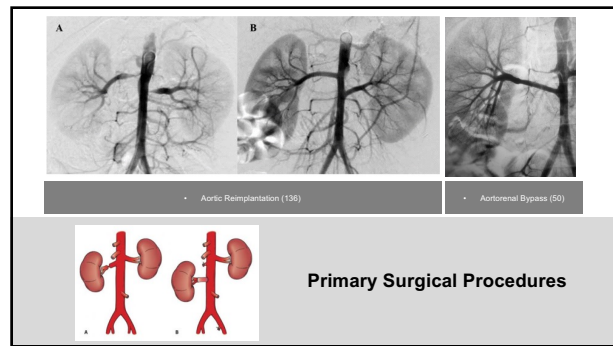 A
B
• Aortic Reimplantation (136)
• Aortorenal Bypass (50)
A
B
Primary Surgical Procedures